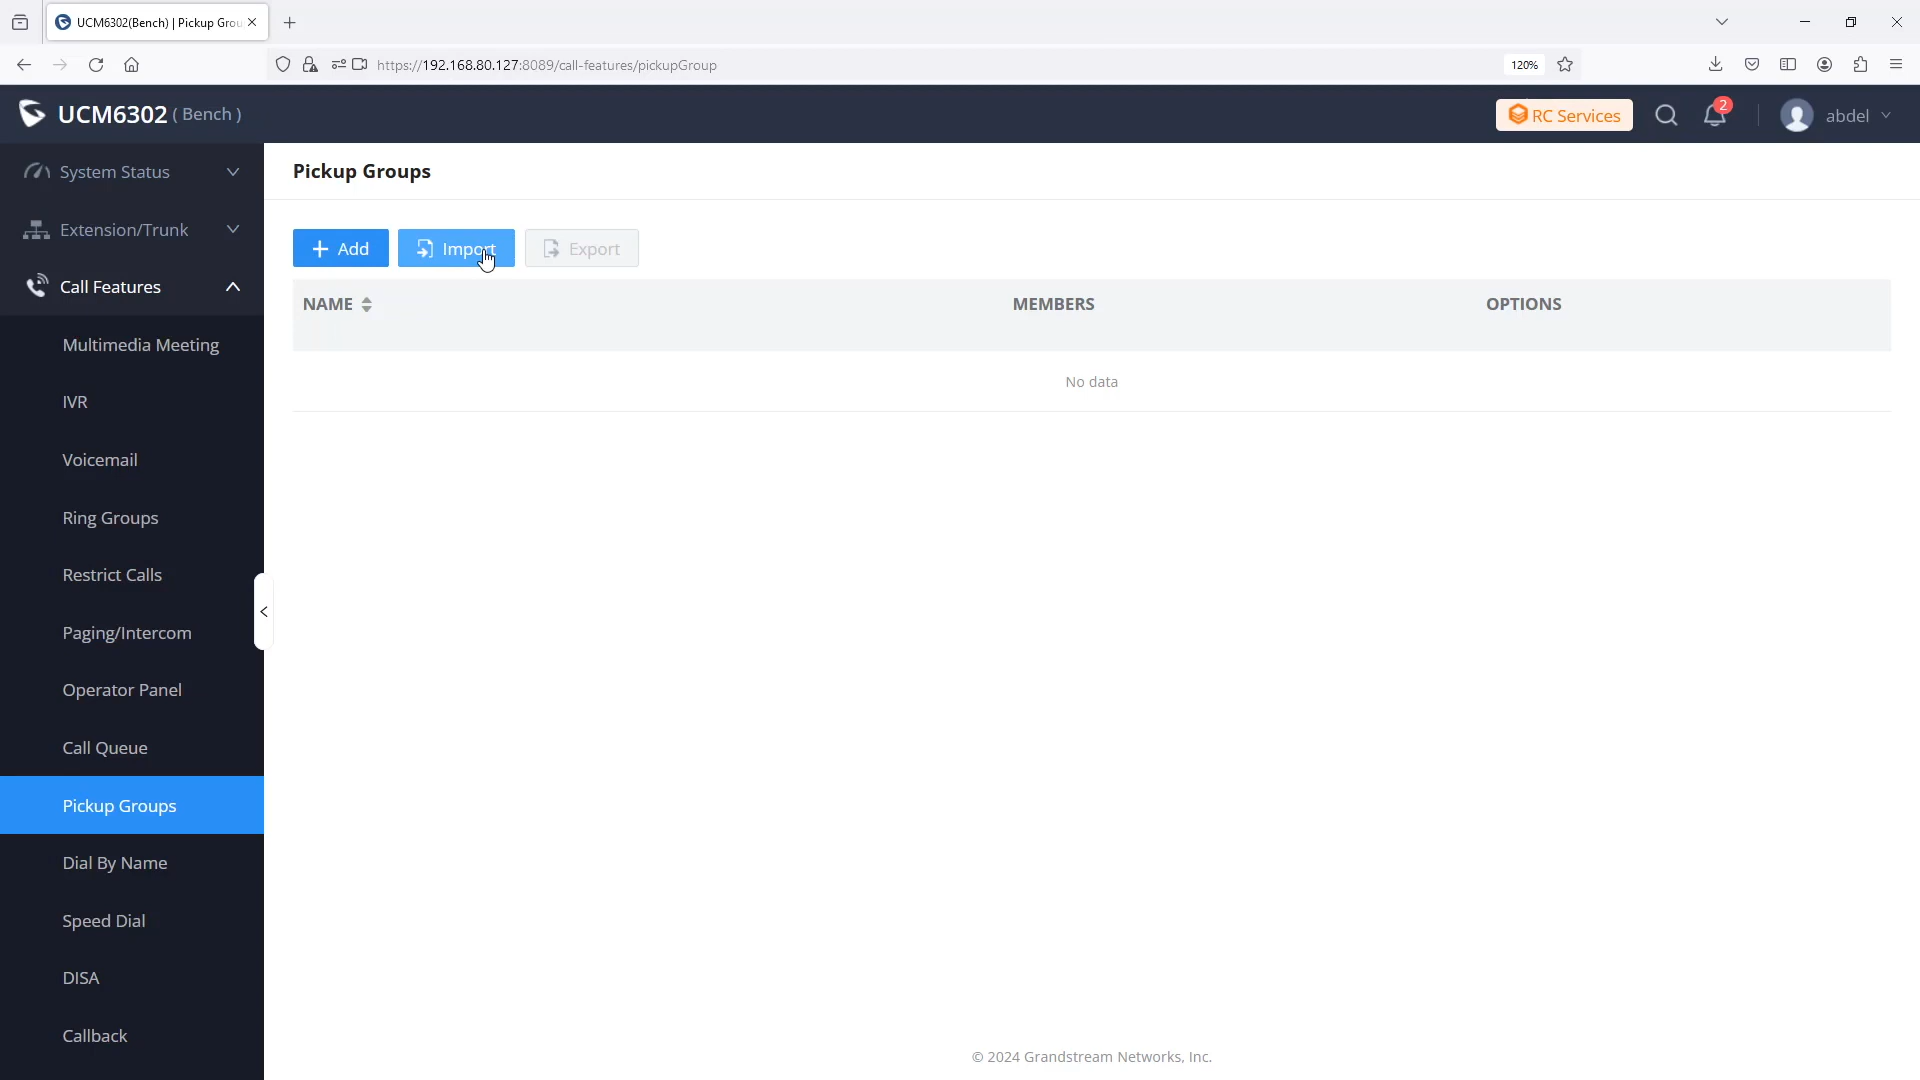 UCM6302(Bench) | Pickup Grou
https://192.168.80.127:8089/call-features/pickupGroup
120%
UCM6302 ( Bench )
RC Services
2
abdel
System Status
Extension/Trunk
Call Features
Multimedia Meeting
IVR
Voicemail
Ring Groups
Restrict Calls
Paging/Intercom
Operator Panel
Call Queue
Pickup Groups
Dial By Name
Speed Dial
DISA
Callback
Pickup Groups
Add
Import
Export
NAME
MEMBERS
OPTIONS
No data
© 2024 Grandstream Networks, Inc.